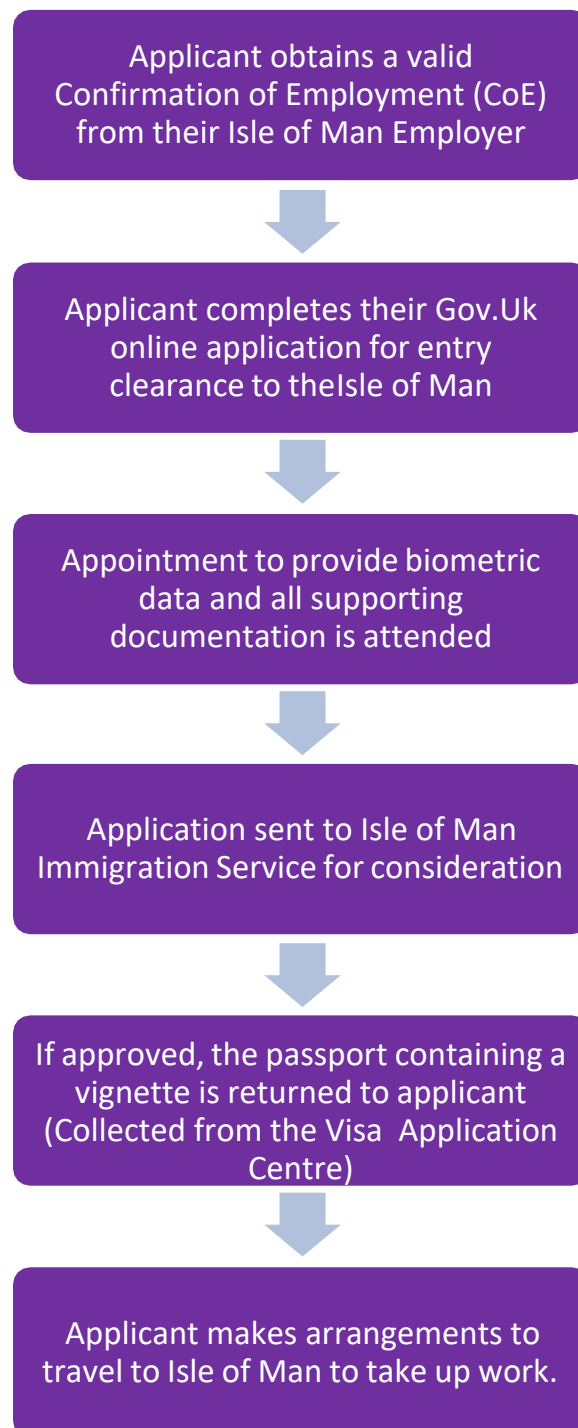 Applicant obtains a valid
Confirmation of Employment (CoE)
from their Isle of Man Employer
Applicant completes their Gov.Uk
online application for entry
clearance to theIsle of Man
Appointment to provide biometric
data and all supporting
documentation is attended
Application sent to Isle of Man
Immigration Service for consideration
If approved, the passport containing a
vignette is returned to applicant
(Collected from the Visa Application
Centre)
Applicant makes arrangements to
travel to Isle of Man to take up work.